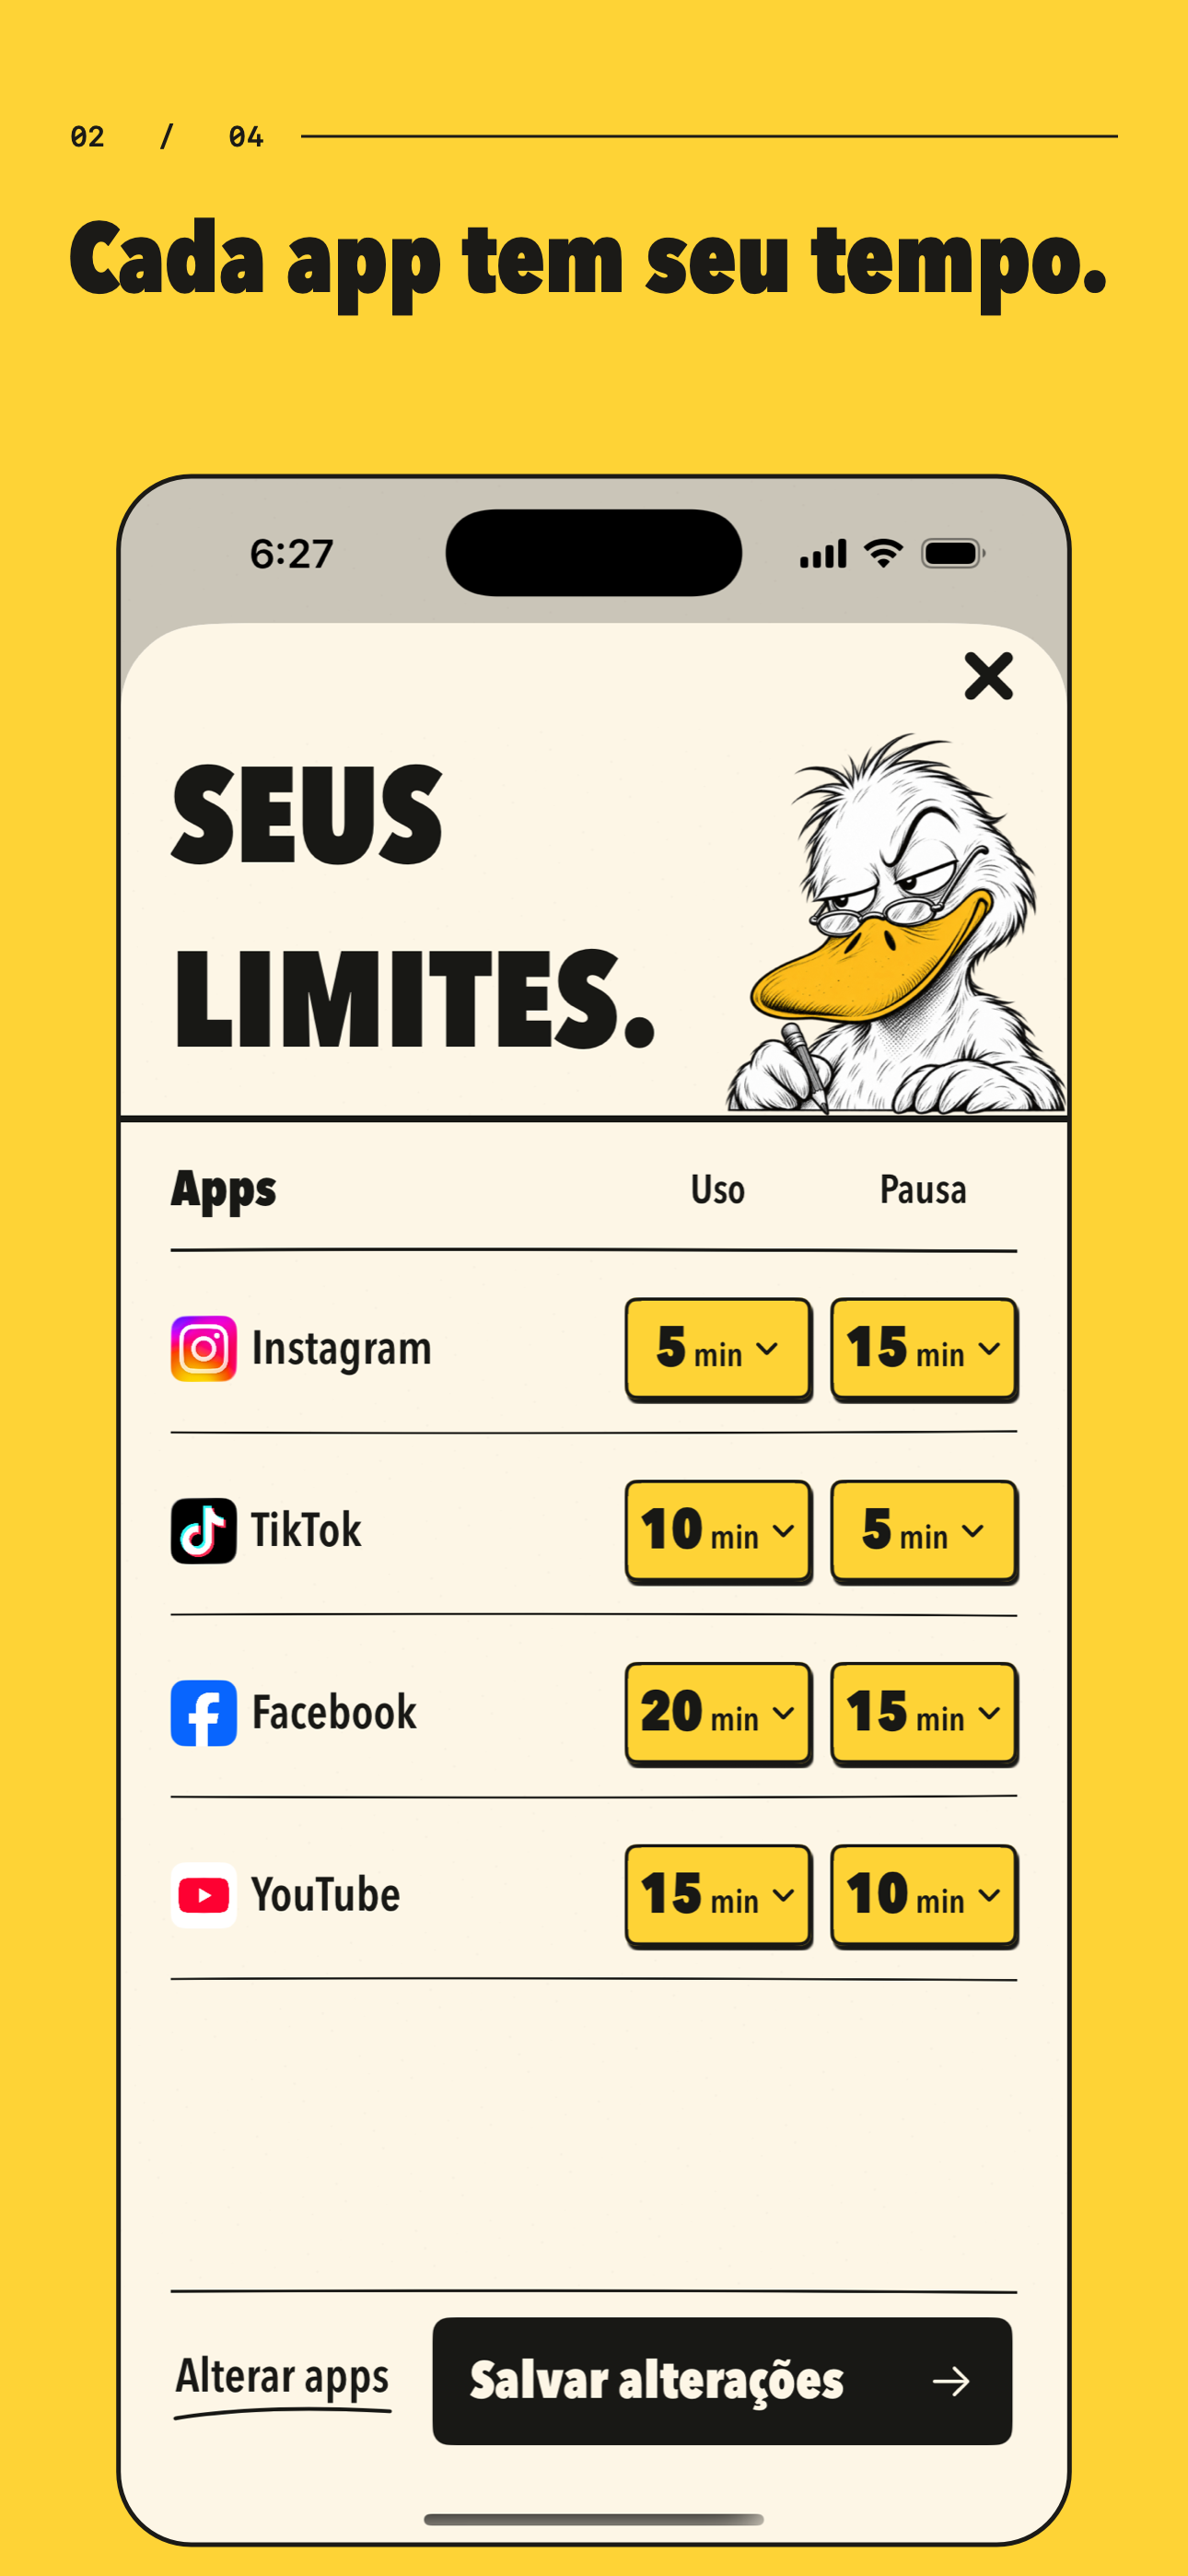 02 / 04
Cada app tem seu tempo.
6:27
SEUS
LIMITES.
Apps Uso Pausa
Instagram 5 min 15 min
TikTok 10 min 5 min
Facebook 20 min 15 min
YouTube 15 min 10 min
Alterar apps Salvar alterações →